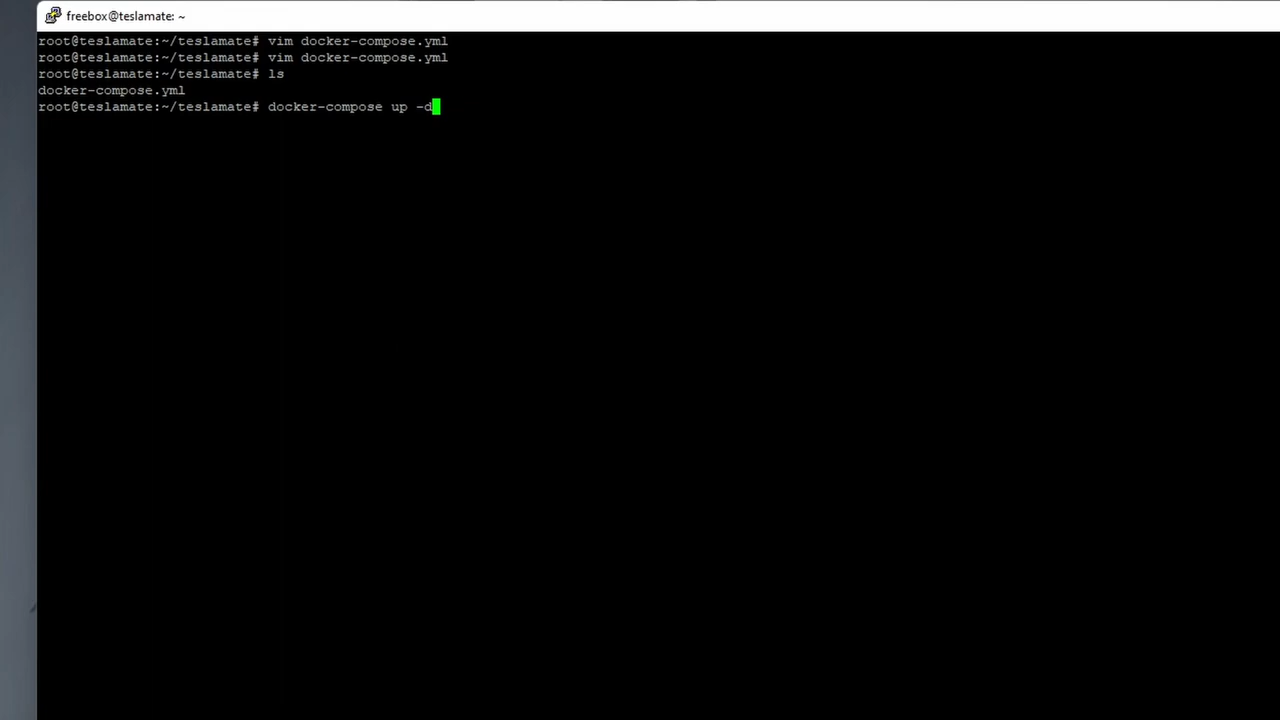 freebox@teslamate: ~
root@teslamate:~/teslamate# vim docker-compose.yml
root@teslamate:~/teslamate# vim docker-compose.yml
root@teslamate:~/teslamate# ls
docker-compose.yml
root@teslamate:~/teslamate# docker-compose up -d